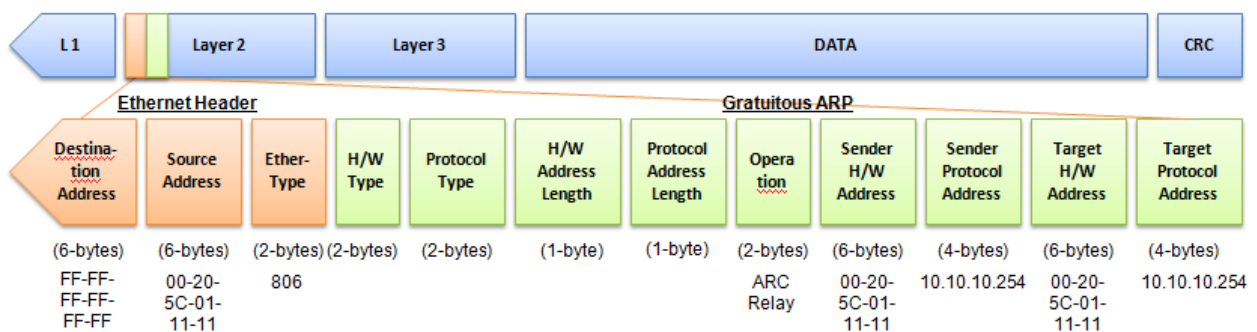 L 1
Layer 2
Layer 3
DATA
CRC
Ethernet Header
Gratuitous ARP
Destina-
tion
Address
Source
Address
Ether-
Type
H/W
Type
Protocol
Type
H/W
Address
Length
Protocol
Address
Length
Opera
tion
Sender
H/W
Address
Sender
Protocol
Address
Target
H/W
Address
Target
Protocol
Address
(6-bytes)
(6-bytes)
(2-bytes)
(2-bytes)
(2-bytes)
(1-byte)
(1-byte)
(2-bytes)
(6-bytes)
(4-bytes)
(6-bytes)
(4-bytes)
FF-FF-
FF-FF-
FF-FF
00-20-
5C-01-
11-11
806
ARC
Relay
00-20-
5C-01-
11-11
10.10.10.254
00-20-
5C-01-
11-11
10.10.10.254